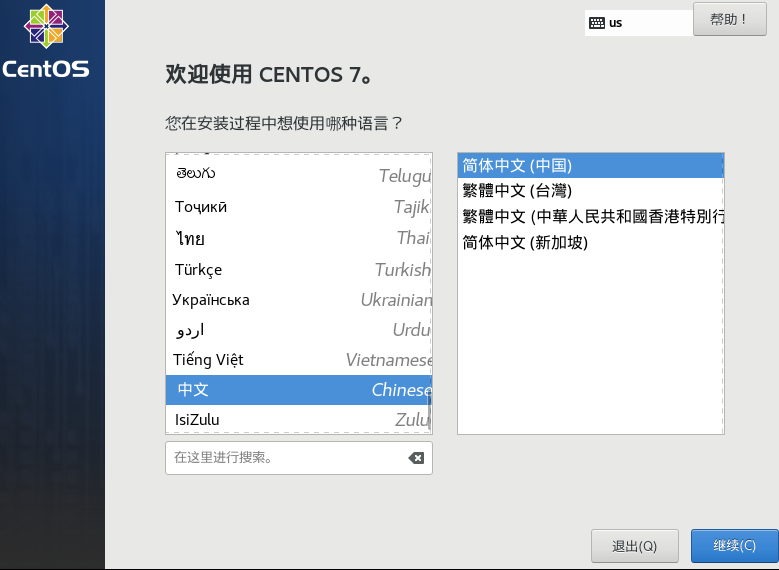 CentOS
us
帮助！
欢迎使用 CENTOS 7。
您在安装过程中想使用哪种语言？
తెలుగు Telugu
Тоҷикӣ Tajik
ไทย Thai
Türkçe Turkish
Українська Ukrainian
اردو Urdu
Tiếng Việt Vietnamese
中文 Chinese
IsiZulu Zulu
简体中文 (中国)
繁體中文 (台灣)
繁體中文 (中華人民共和國香港特別行
简体中文 (新加坡)
在这里进行搜索。
退出(Q)
继续(C)